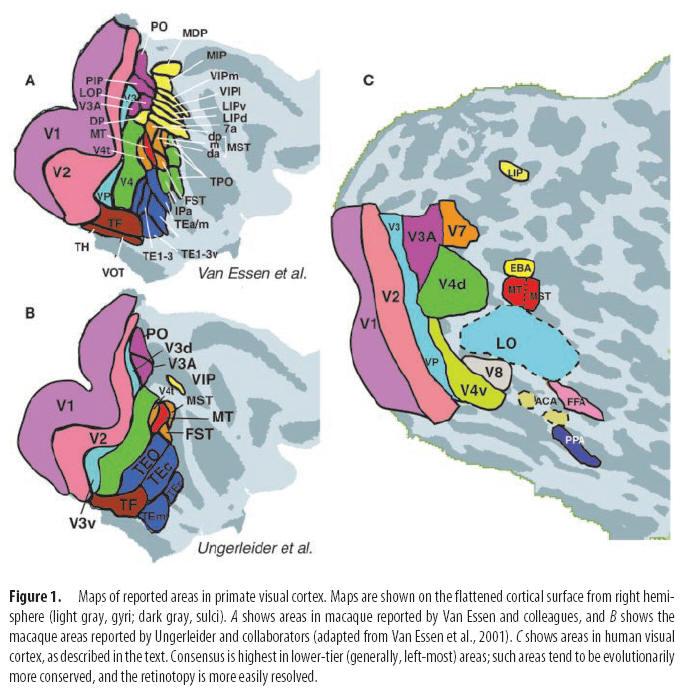 A
PO
MDP
MIP
VIPm
VIPl
LIPv
LIPd
7a
dp
m
da
MST
TPO
FST
IPa
TEa/m
TE1-3v
TE1-3
VOT
TH
TF
VP
V4
V4t
MT
DP
V3A
LOP
PIP
V3
V1
V2
Van Essen et al.
B
PO
V3d
V3A
VIP
V4t
MST
MT
FST
V1
V2
V3v
TEO
TEc
TF
TEm
Ungerleider et al.
C
LIP
V3
V3A
V7
EBA
MT
MST
V4d
V1
V2
VP
LO
V8
V4v
ACA
FFA
PPA
Figure 1. Maps of reported areas in primate visual cortex. Maps are shown on the flattened cortical surface from right hemi-
sphere (light gray, gyri; dark gray, sulci). A shows areas in macaque reported by Van Essen and colleagues, and B shows the
macaque areas reported by Ungerleider and collaborators (adapted from Van Essen et al., 2001). C shows areas in human visual
cortex, as described in the text. Consensus is highest in lower-tier (generally, left-most) areas; such areas tend to be evolutionarily
more conserved, and the retinotopy is more easily resolved.